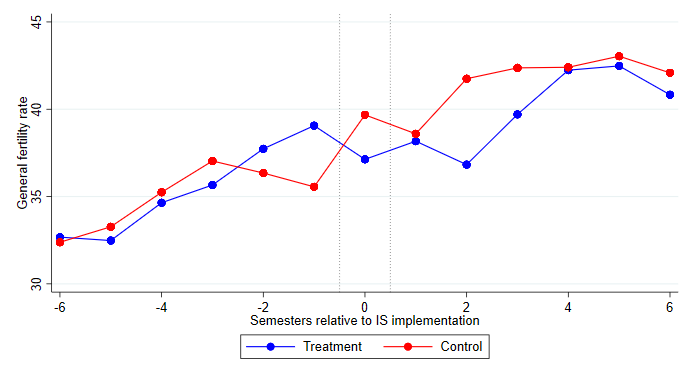 General fertility rate
45
40
35
30
-6 -4 -2 0 2 4 6
Semesters relative to IS implementation
Treatment Control